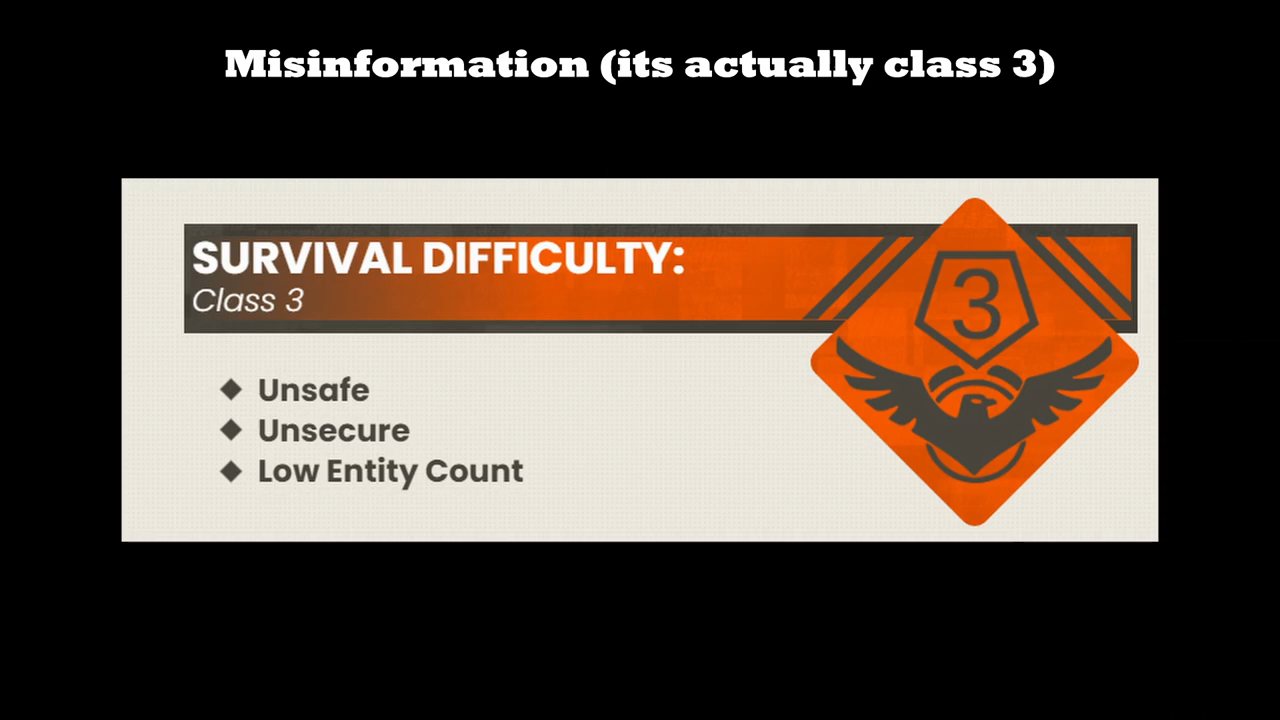 Misinformation (its actually class 3)
SURVIVAL DIFFICULTY:
Class 3
3
Unsafe
Unsecure
Low Entity Count